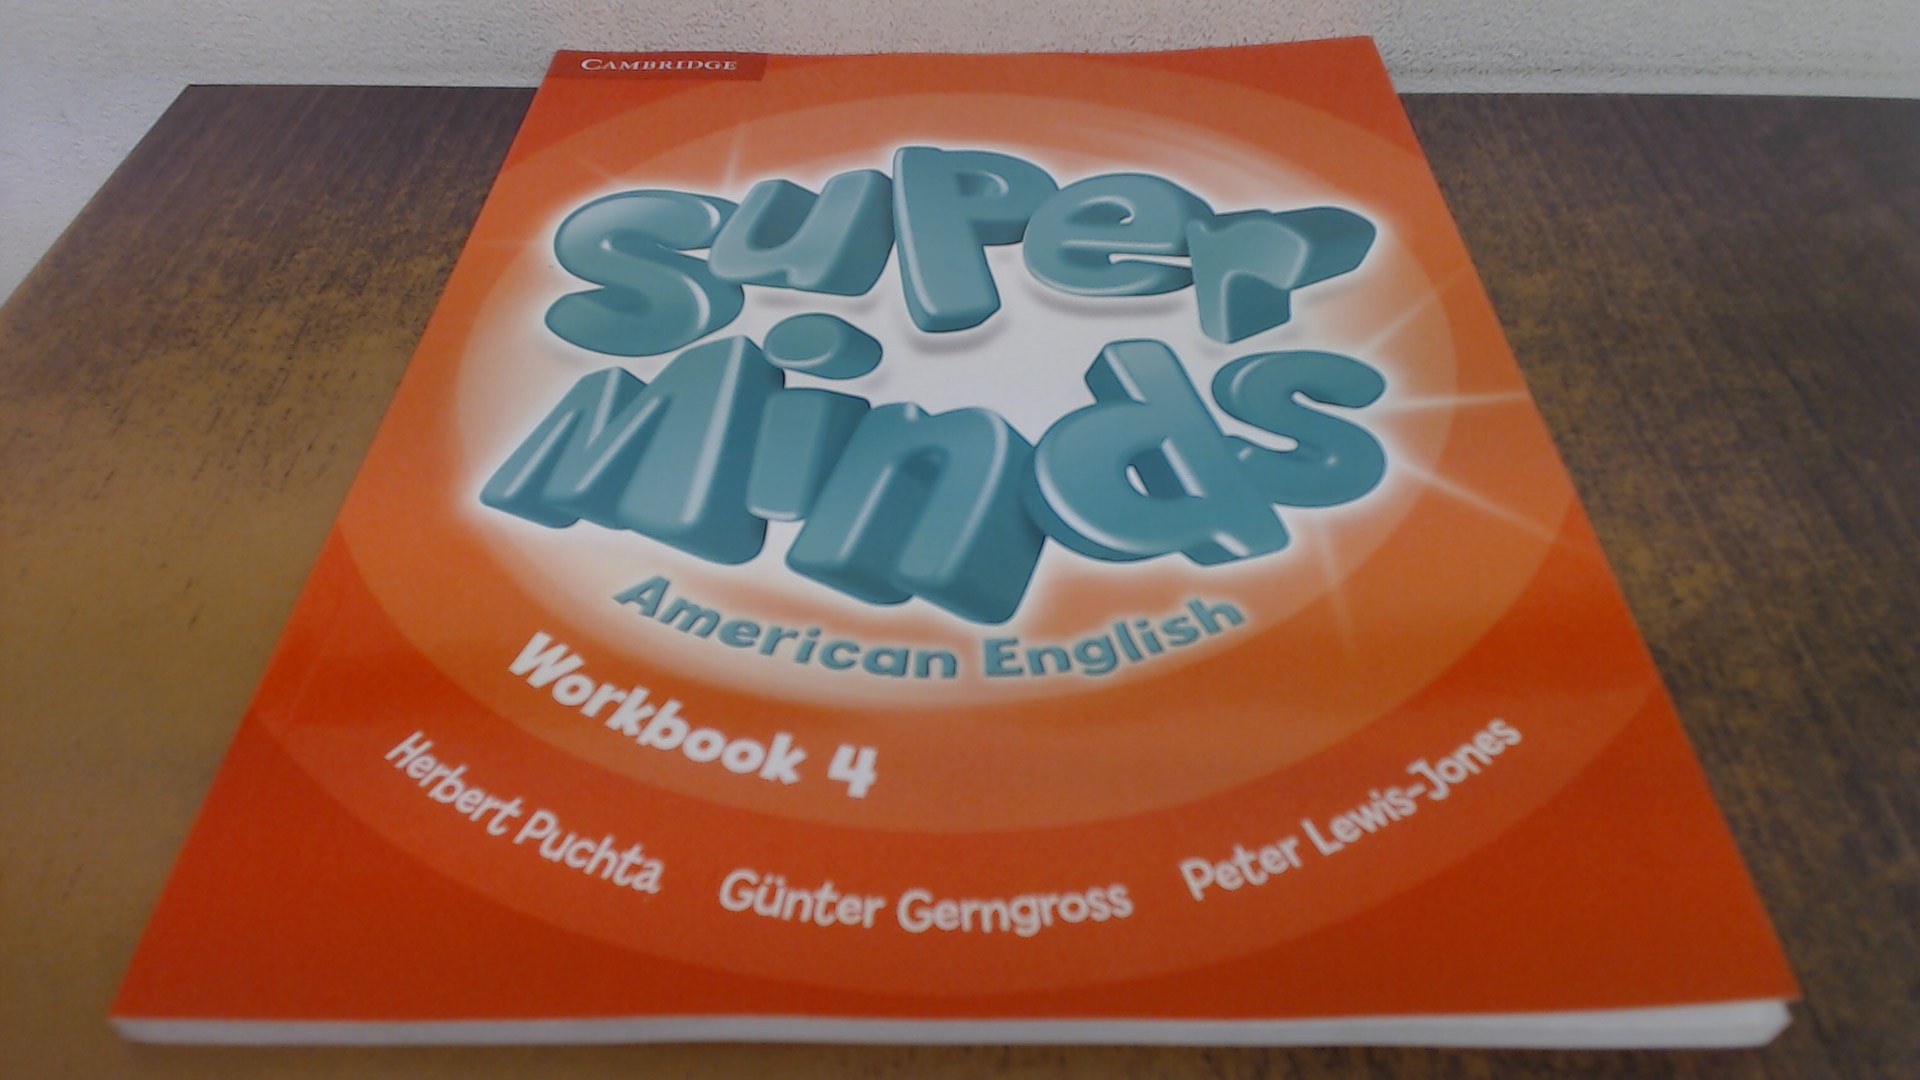 CAMBRIDGE
Super
Minds
American English
Workbook 4
Herbert Puchta Günter Gerngross Peter Lewis-Jones